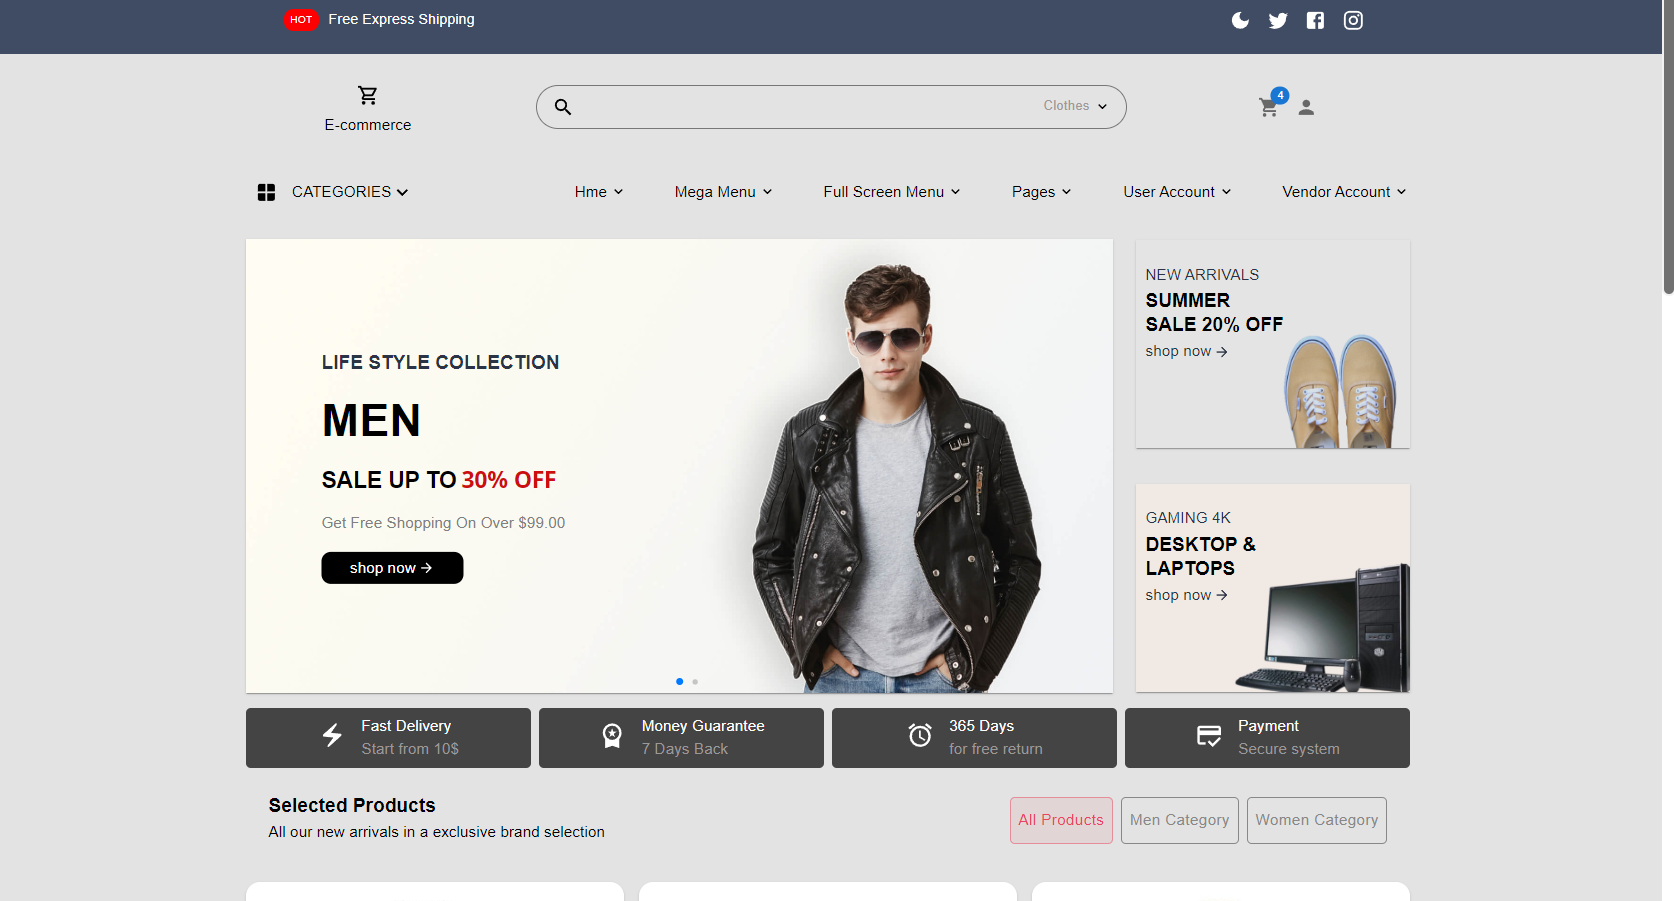 HOT Free Express Shipping
E-commerce
Clothes
4
CATEGORIES
Hme
Mega Menu
Full Screen Menu
Pages
User Account
Vendor Account
LIFE STYLE COLLECTION
MEN
SALE UP TO 30% OFF
Get Free Shopping On Over $99.00
shop now →
NEW ARRIVALS
SUMMER
SALE 20% OFF
shop now →
GAMING 4K
DESKTOP &
LAPTOPS
shop now →
Fast Delivery
Start from 10$
Money Guarantee
7 Days Back
365 Days
for free return
Payment
Secure system
Selected Products
All our new arrivals in a exclusive brand selection
All Products
Men Category
Women Category